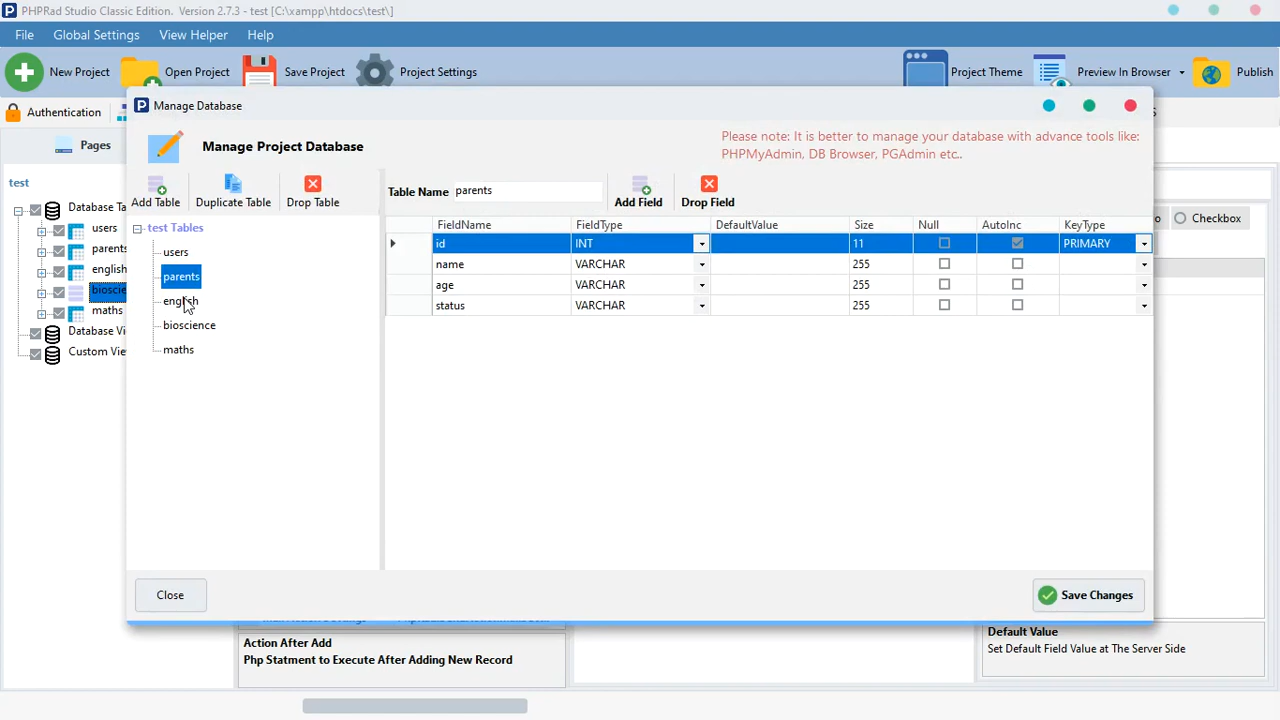 PHPRad Studio Classic Edition. Version 2.7.3 - test [C:\xampp\htdocs\test\]
File Global Settings View Helper Help
New Project Open Project Save Project Project Settings Project Theme Preview In Browser Publish
Authentication
Manage Database
Manage Project Database
Please note: It is better to manage your database with advance tools like:
PHPMyAdmin, DB Browser, PGAdmin etc..
Pages
test
Database
users
parents
english
maths
Database
Custom
Add Table Duplicate Table Drop Table
Table Name parents
Add Field Drop Field
test Tables
users
parents
english
bioscience
maths
FieldName FieldType DefaultValue Size Null AutoInc KeyType
id INT 11 PRIMARY
name VARCHAR 255
age VARCHAR 255
status VARCHAR 255
Checkbox
Close
Save Changes
Action After Add
Php Statment to Execute After Adding New Record
Default Value
Set Default Field Value at The Server Side